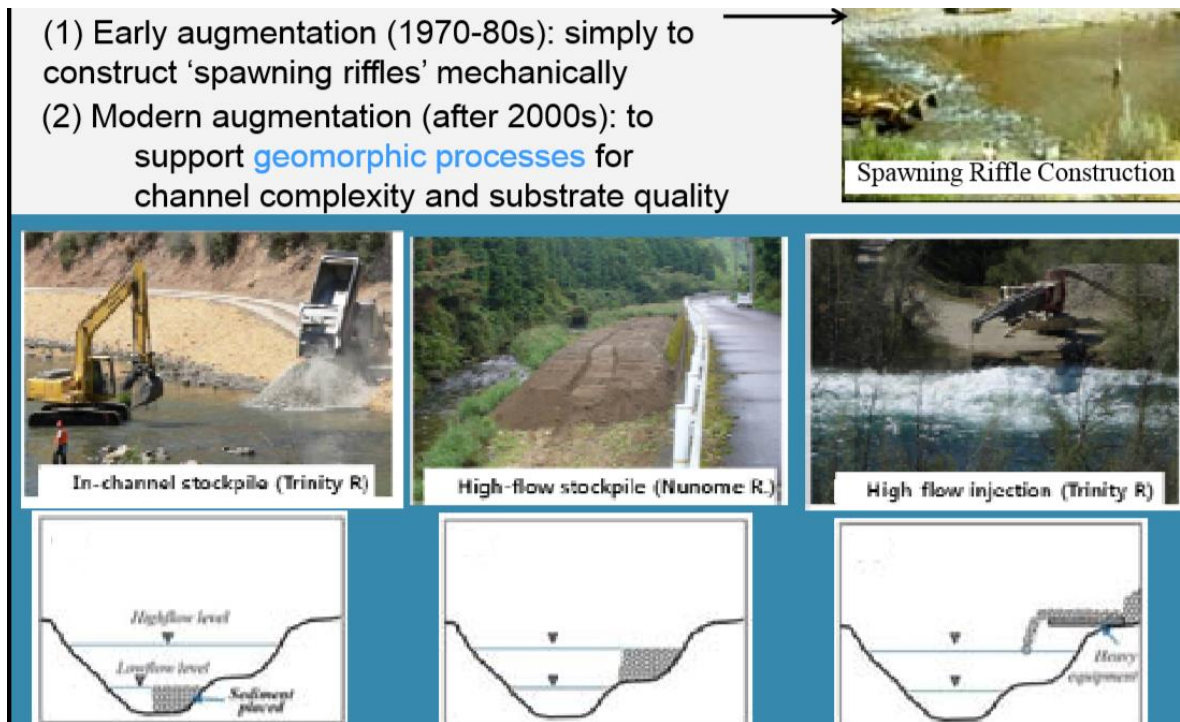 (1) Early augmentation (1970-80s): simply to
construct ‘spawning riffles’ mechanically
(2) Modern augmentation (after 2000s): to
support geomorphic processes for
channel complexity and substrate quality
Spawning Riffle Construction
In-channel stockpile (Trinity R)
High-flow stockpile (Nunome R.)
High flow injection (Trinity R)
Highflow level
Lowflow level
Sediment
placed
Heavy
equipment